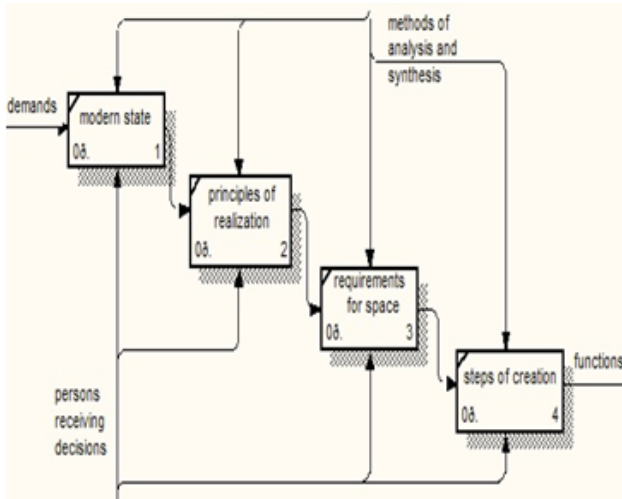 methods of
analysis and
synthesis
demands
modern state
0ð. 1
principles of
realization
0ð. 2
requirements
for space
0ð. 3
steps of creation
0ð. 4
functions
persons
receiving
decisions